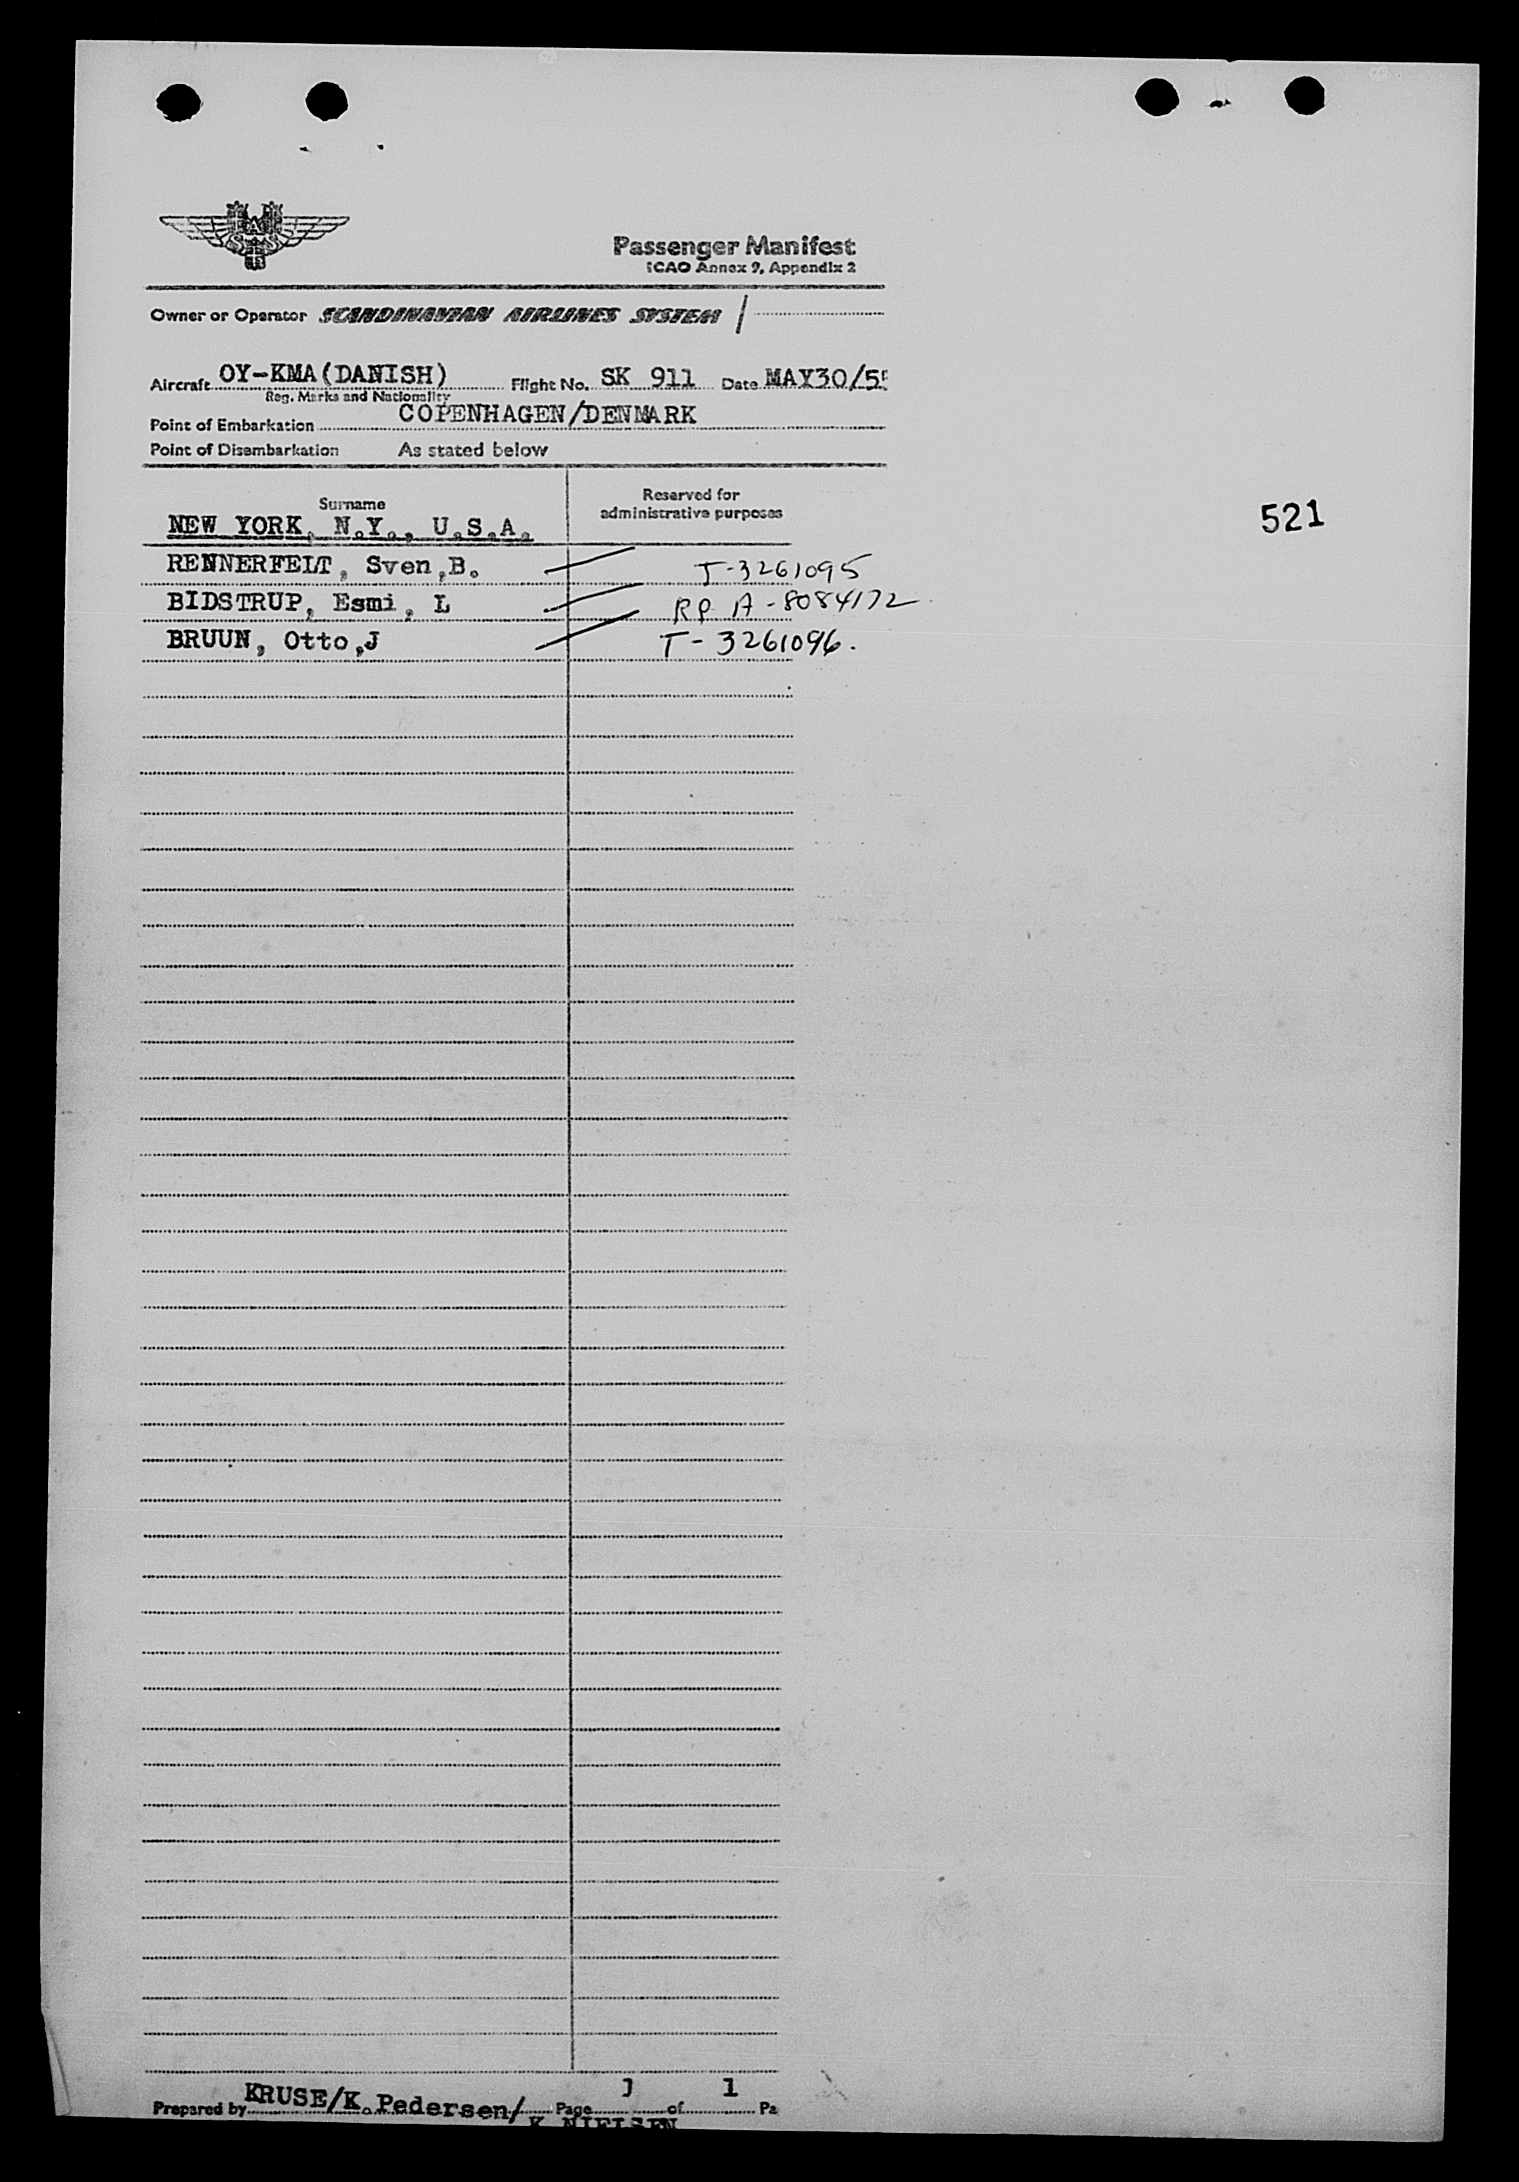 Passenger Manifest
ICAO Annex 9, Appendix 2
Owner or Operator SCANDINAVIAN AIRLINES SYSTEM /
Aircraft OY-KMA(DANISH) Flight No. SK 911 Date MAY30/55
Reg. Marks and Nationality
Point of Embarkation COPENHAGEN/DENMARK
Point of Disembarkation As stated below
Surname
Reserved for
administrative purposes
NEW YORK, N.Y., U.S.A.
521
RENNERFELT, Sven,B. T-3261095
BIDSTRUP, Esmi, L RP A-8084172
BRUUN, Otto,J T-3261096.
KRUSE/K.Pedersen/
Prepared by Page 1 of 1 Pa
K NIELSEN